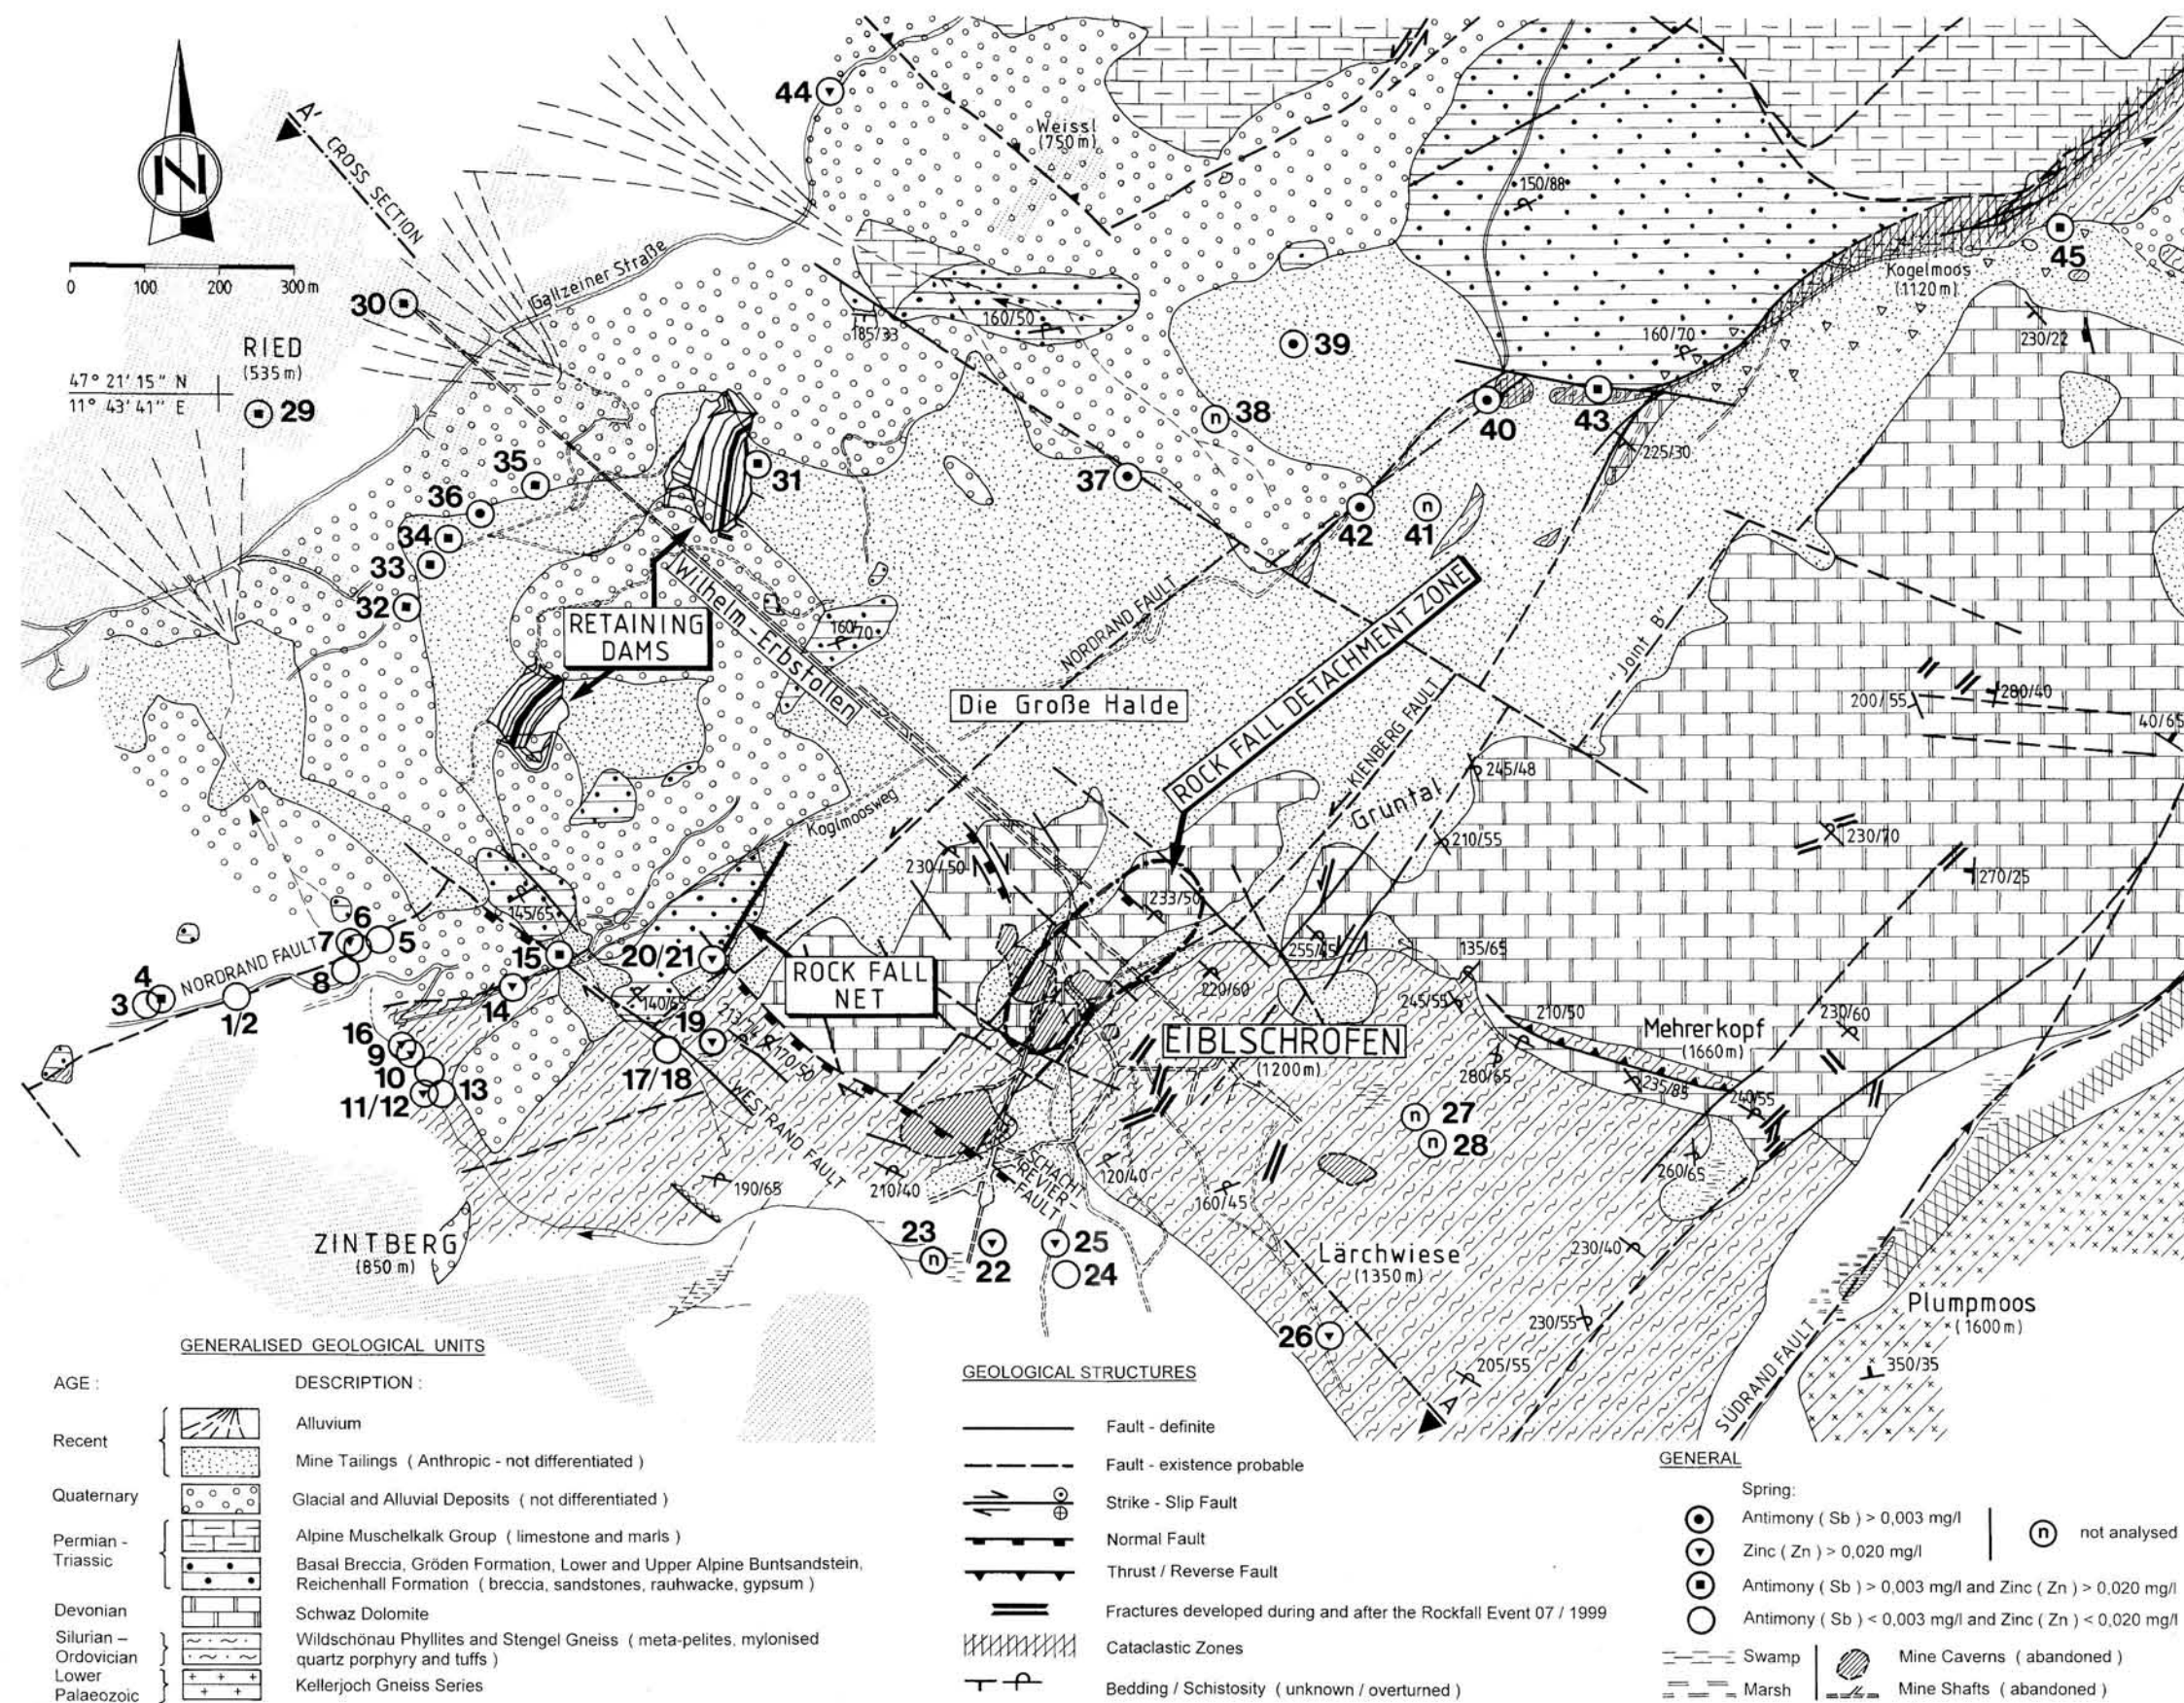 A' CROSS SECTION
N
0 100 200 300 m
RIED
(535 m)
47° 21' 15" N
11° 43' 41" E
29
30
44
Gallzeiner Straße
Weissl
(750 m)
150/88
45
Kogelmoos
(1120 m)
230/22
185/33
160/50
160/70
39
38
40
43
225/30
35
36
31
37
34
33
32
42
41
RETAINING
DAMS
Wilhelm - Erbstollen
160/70
NORDRAND FAULT
ROCK FALL DETACHMENT ZONE
"Joint B"
Die Große Halde
KIENBERG FAULT
Gruntal
200/55
280/40
40/65
245/48
Koglmoosweg
210/55
230/70
270/25
230/50
233/50
145/65
6
7
5
NORDRAND FAULT
15
20/21
8
4
3
1/2
14
ROCK FALL
NET
255/45
135/65
220/60
245/55
140/65
16
9
10
11/12
13
19
17/18
213/74
170/50
EIBLSCHROFEN
(1200 m)
210/50
Mehrerkopf
(1660 m)
230/60
280/65
235/85
240/55
WESTRAND FAULT
27
28
SCHACHT-
REVIER-
FAULT
190/65
210/40
120/40
160/45
260/65
ZINTBERG
(850 m)
23
22
25
24
Lärchwiese
(1350 m)
230/40
26
230/55
205/55
A
Plumpmoos
(1600 m)
350/35
SÜDRAND FAULT
GENERALISED GEOLOGICAL UNITS
AGE :
DESCRIPTION :
Recent
Alluvium
Mine Tailings ( Anthropic - not differentiated )
Quaternary
Glacial and Alluvial Deposits ( not differentiated )
Permian -
Triassic
Alpine Muschelkalk Group ( limestone and marls )
Basal Breccia, Gröden Formation, Lower and Upper Alpine Buntsandstein,
Reichenhall Formation ( breccia, sandstones, rauhwacke, gypsum )
Devonian
Schwaz Dolomite
Silurian –
Ordovician
Wildschönau Phyllites and Stengel Gneiss ( meta-pelites, mylonised
quartz porphyry and tuffs )
Lower
Palaeozoic
Kellerjoch Gneiss Series
GEOLOGICAL STRUCTURES
Fault - definite
Fault - existence probable
Strike - Slip Fault
Normal Fault
Thrust / Reverse Fault
Fractures developed during and after the Rockfall Event 07 / 1999
Cataclastic Zones
Bedding / Schistosity ( unknown / overturned )
GENERAL
Spring:
Antimony ( Sb ) > 0,003 mg/l
Zinc ( Zn ) > 0,020 mg/l
n not analysed
Antimony ( Sb ) > 0,003 mg/l and Zinc ( Zn ) > 0,020 mg/l
Antimony ( Sb ) < 0,003 mg/l and Zinc ( Zn ) < 0,020 mg/l
Swamp
Marsh
Mine Caverns ( abandoned )
Mine Shafts ( abandoned )